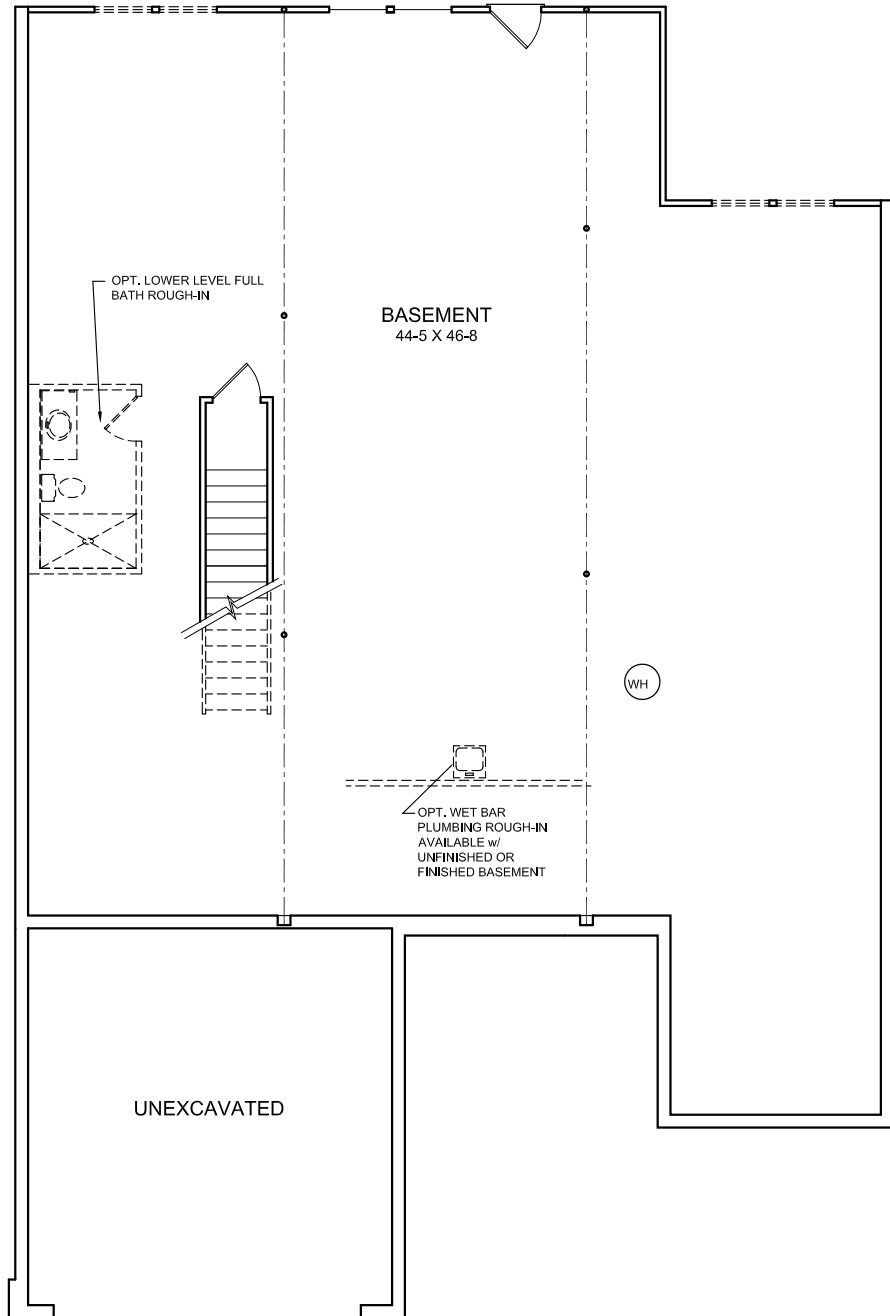 OPT. LOWER LEVEL FULL
BATH ROUGH-IN
BASEMENT
44-5 X 46-8
WH
OPT. WET BAR
PLUMBING ROUGH-IN
AVAILABLE w/
UNFINISHED OR
FINISHED BASEMENT
UNEXCAVATED